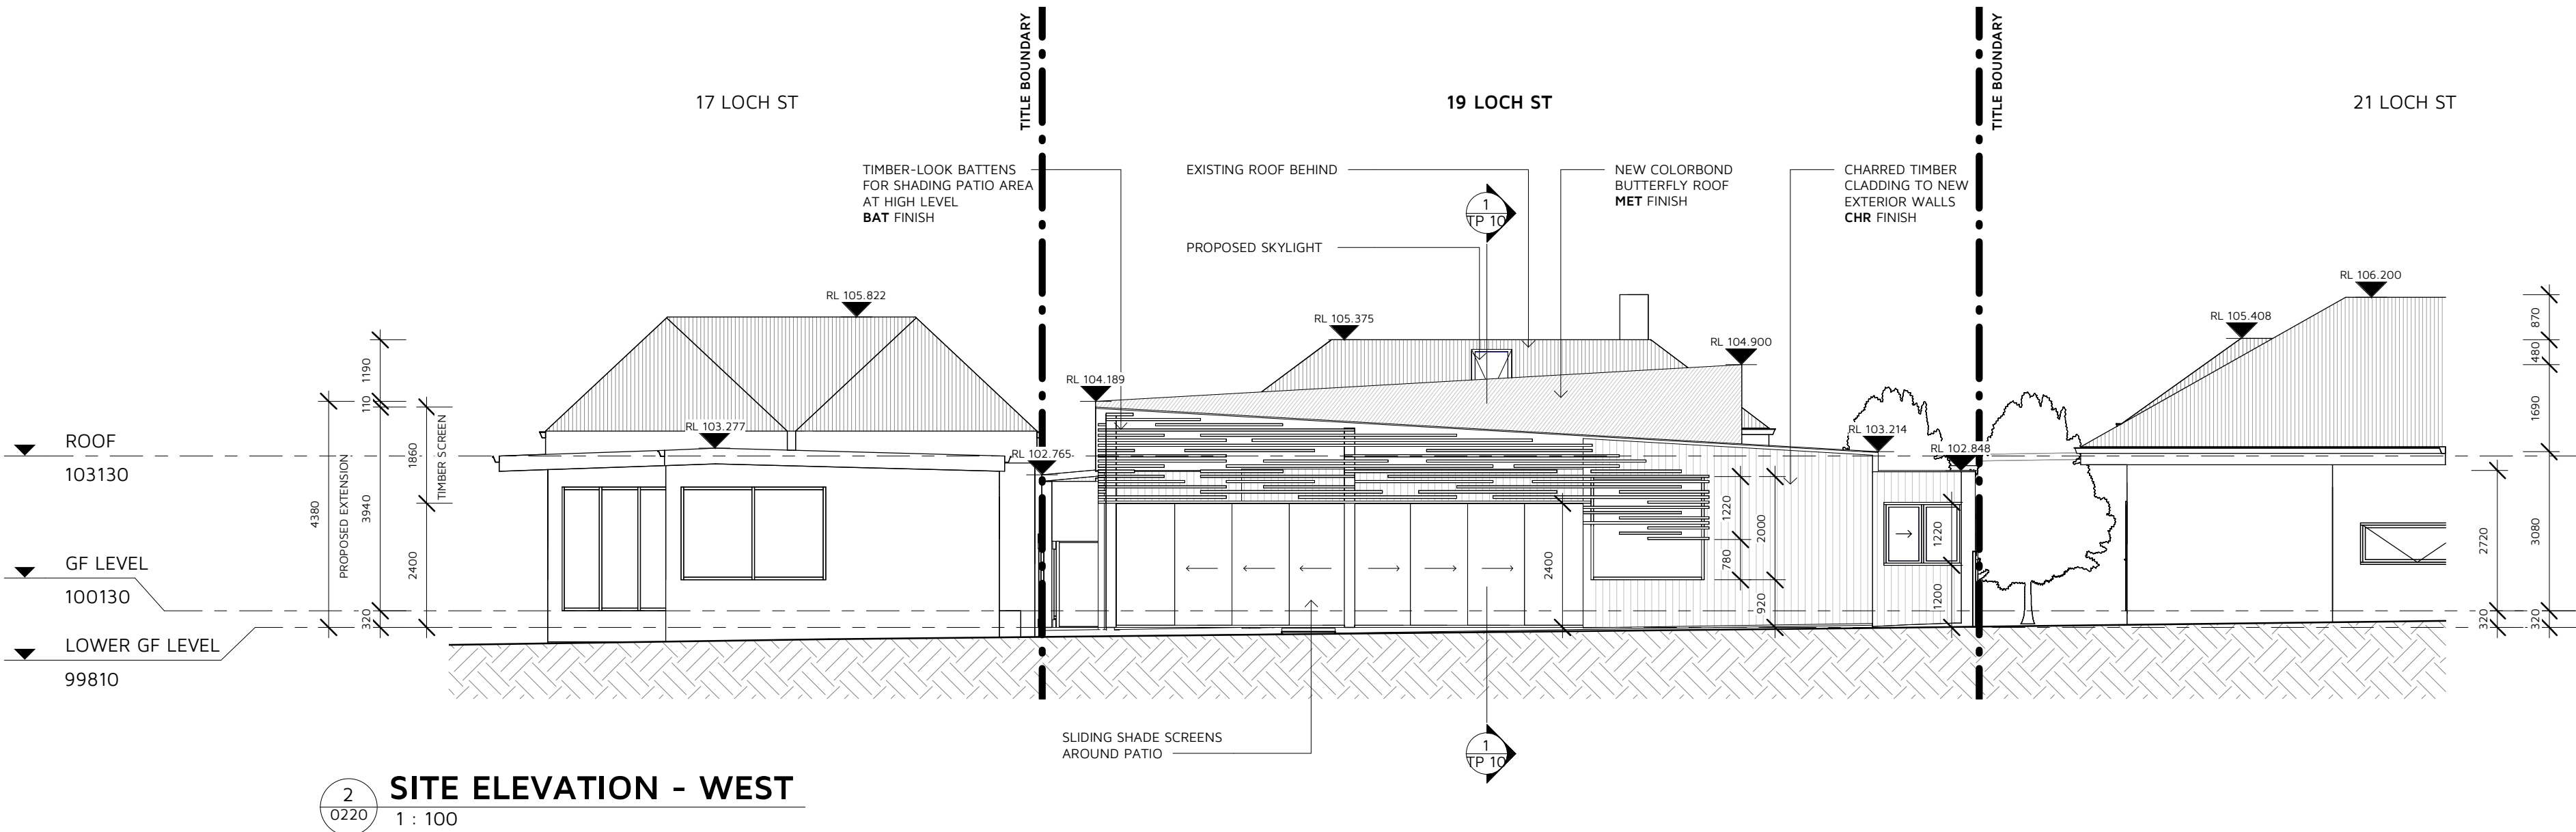 TITLE BOUNDARY
TITLE BOUNDARY
17 LOCH ST
19 LOCH ST
21 LOCH ST
TIMBER-LOOK BATTENS
FOR SHADING PATIO AREA
AT HIGH LEVEL
BAT FINISH
EXISTING ROOF BEHIND
NEW COLORBOND
BUTTERFLY ROOF
MET FINISH
CHARRED TIMBER
CLADDING TO NEW
EXTERIOR WALLS
CHR FINISH
1
TP 10
PROPOSED SKYLIGHT
RL 105.822
RL 105.375
RL 104.900
RL 105.408
RL 106.200
RL 104.189
RL 103.277
RL 102.765
RL 103.214
RL 102.848
ROOF
103130
GF LEVEL
100130
LOWER GF LEVEL
99810
4380
PROPOSED EXTENSION
1190
110
3940
320
1860
TIMBER SCREEN
2400
2400
1220
780
2000
920
1220
1200
2720
320
870
480
1690
3080
320
SLIDING SHADE SCREENS
AROUND PATIO
1
TP 10
2
0220
SITE ELEVATION - WEST
1 : 100